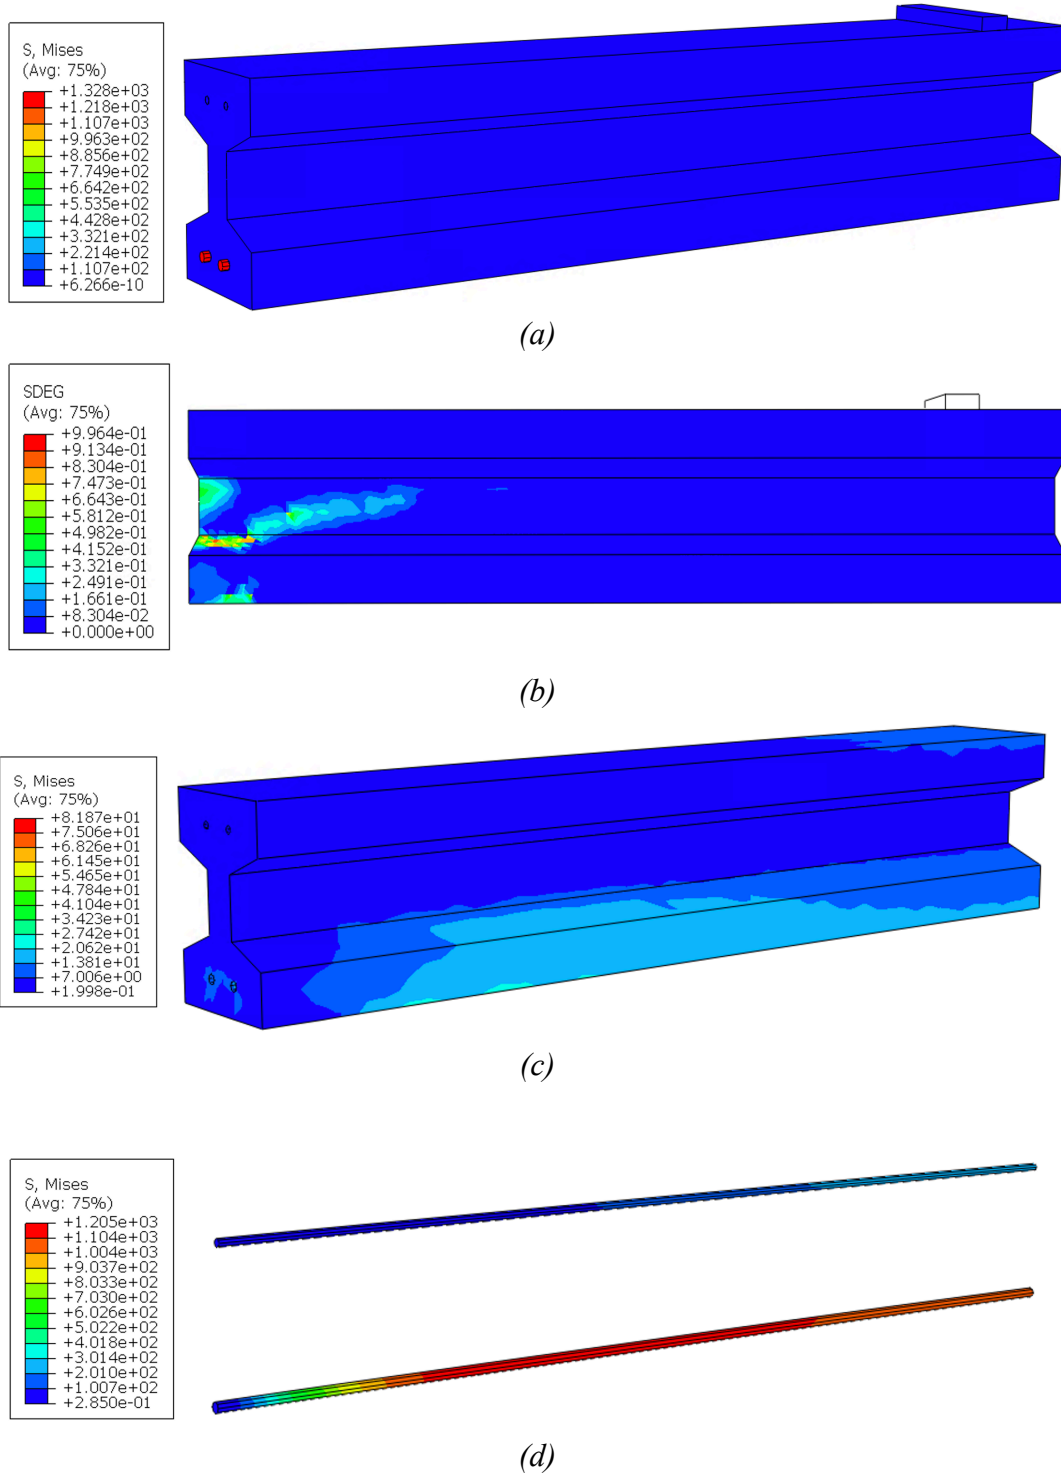 S, Mises
(Avg: 75%)
+1.328e+03
+1.218e+03
+1.107e+03
+9.963e+02
+8.856e+02
+7.749e+02
+6.642e+02
+5.535e+02
+4.428e+02
+3.321e+02
+2.214e+02
+1.107e+02
+6.266e-10
(a)
SDEG
(Avg: 75%)
+9.964e-01
+9.134e-01
+8.304e-01
+7.473e-01
+6.643e-01
+5.812e-01
+4.982e-01
+4.152e-01
+3.321e-01
+2.491e-01
+1.661e-01
+8.304e-02
+0.000e+00
(b)
S, Mises
(Avg: 75%)
+8.187e+01
+7.506e+01
+6.826e+01
+6.145e+01
+5.465e+01
+4.784e+01
+4.104e+01
+3.423e+01
+2.742e+01
+2.062e+01
+1.381e+01
+7.006e+00
+1.998e-01
(c)
S, Mises
(Avg: 75%)
+1.205e+03
+1.104e+03
+1.004e+03
+9.037e+02
+8.033e+02
+7.030e+02
+6.026e+02
+5.022e+02
+4.018e+02
+3.014e+02
+2.010e+02
+1.007e+02
+2.850e-01
(d)